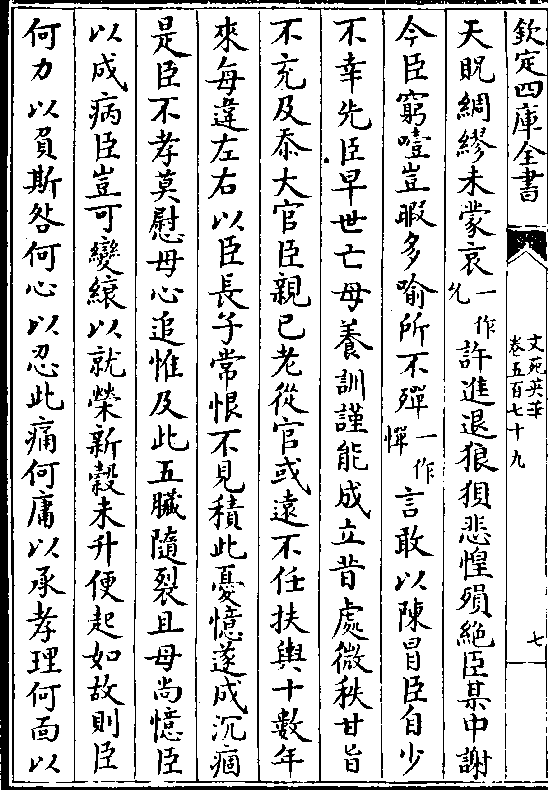 欽定四庫全書
文苑英華
卷五百七十九
七
天眖綢繆未蒙哀一作允許進退狼狽悲惶殞絶臣某中謝
今臣窮噎豈暇多喻所不殫一作憚言敢以陳冒臣自少
不幸先臣早世亡母養訓謹能成立昔處微秩甘旨
不充及忝大官臣親已老從官或遠不任扶輿十數年
來每違左右以臣長子常恨不見積此憂憶遂成沉痼
是臣不孝莫慰母心追惟及此五臟隨裂且母尚憶臣
以成病臣豈可變縗以就榮新糓未升便起如故則臣
何力以負斯咎何心以忍此痛何庸以承孝理何面以